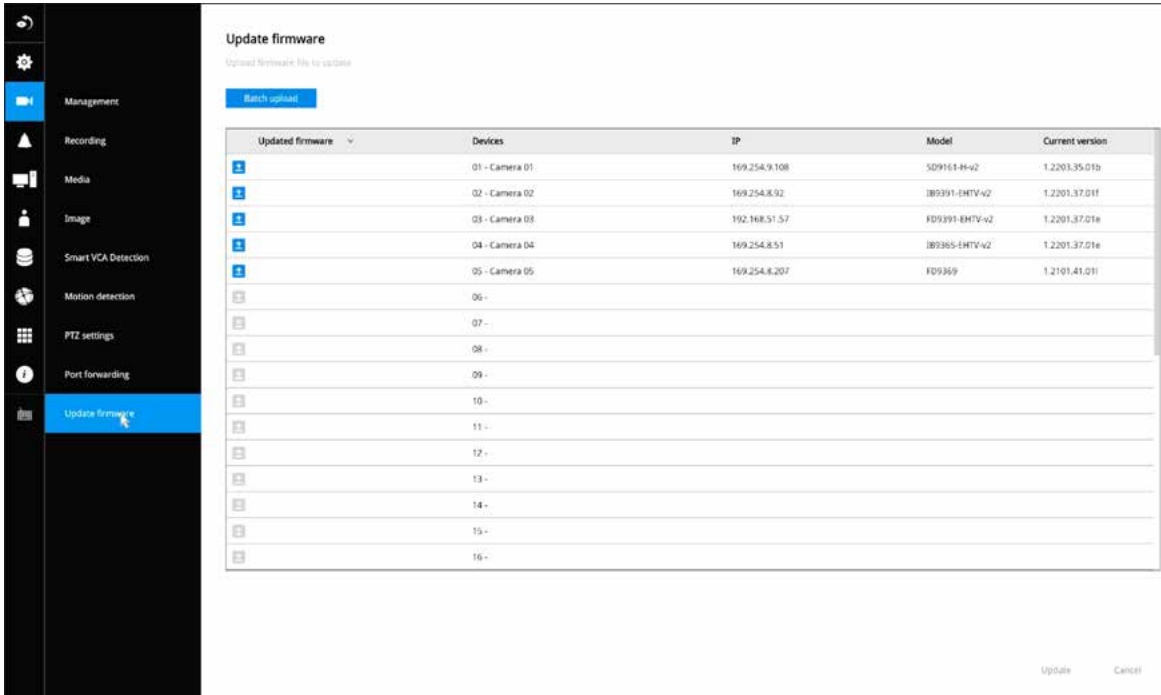 Update firmware
Upload firmware file to update
Batch upload
Management
Recording
Media
Image
Smart VCA Detection
Motion detection
PTZ settings
Port forwarding
Update firmware
Updated firmware Devices IP Model Current version
01 - Camera 01 169.254.9.108 SD9161-H-v2 1.2203.35.01b
02 - Camera 02 169.254.8.92 IB9391-EHTV-v2 1.2201.37.01f
03 - Camera 03 192.168.51.57 FD9391-EHTV-v2 1.2201.37.01e
04 - Camera 04 169.254.8.51 IB9365-EHTV-v2 1.2201.37.01e
05 - Camera 05 169.254.8.207 FD9369
06 -
07 -
08 -
09 -
10 -
11 -
12 -
13 -
14 -
15 -
16 -
Update Cancel